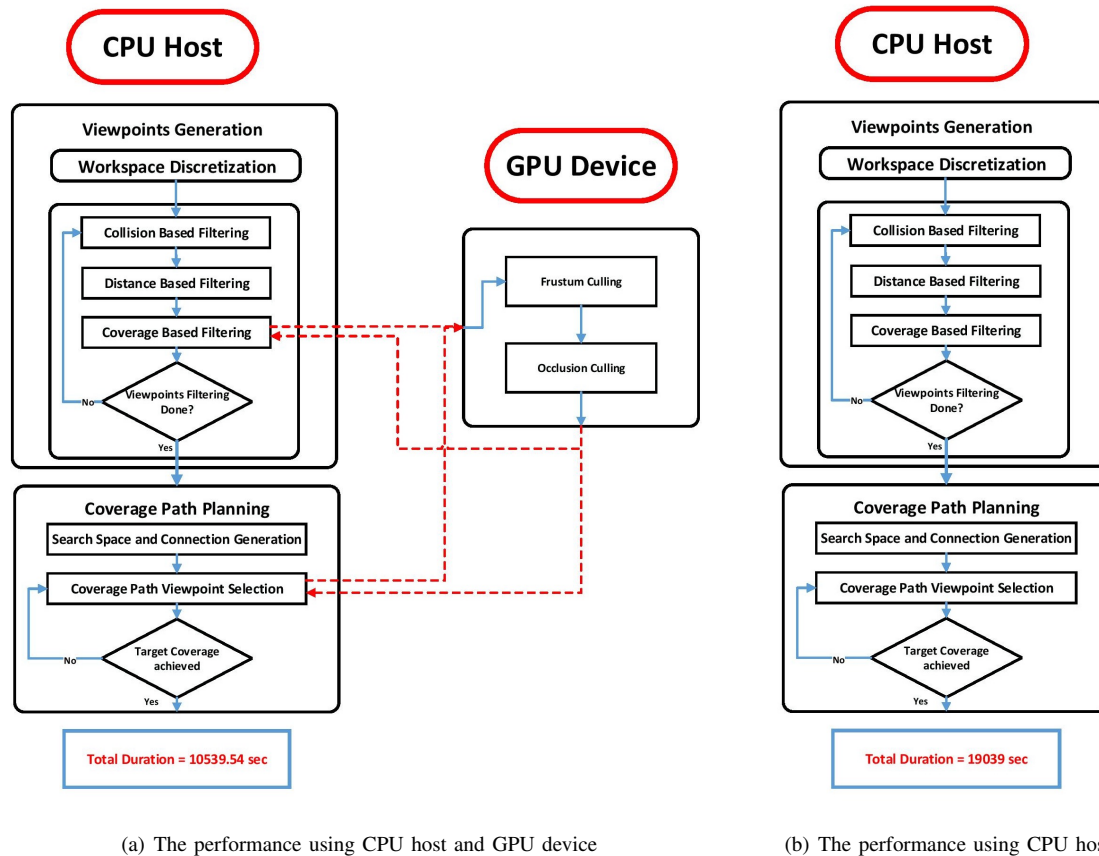 CPU Host
Viewpoints Generation
Workspace Discretization
Collision Based Filtering
Distance Based Filtering
Coverage Based Filtering
Viewpoints Filtering
Done?
No
Yes
Coverage Path Planning
Search Space and Connection Generation
Coverage Path Viewpoint Selection
Target Coverage
achieved
No
Yes
Total Duration = 10539.54 sec
GPU Device
Frustum Culling
Occlusion Culling
(a) The performance using CPU host and GPU device
CPU Host
Viewpoints Generation
Workspace Discretization
Collision Based Filtering
Distance Based Filtering
Coverage Based Filtering
Viewpoints Filtering
Done?
No
Yes
Coverage Path Planning
Search Space and Connection Generation
Coverage Path Viewpoint Selection
Target Coverage
achieved
No
Yes
Total Duration = 19039 sec
(b) The performance using CPU hos